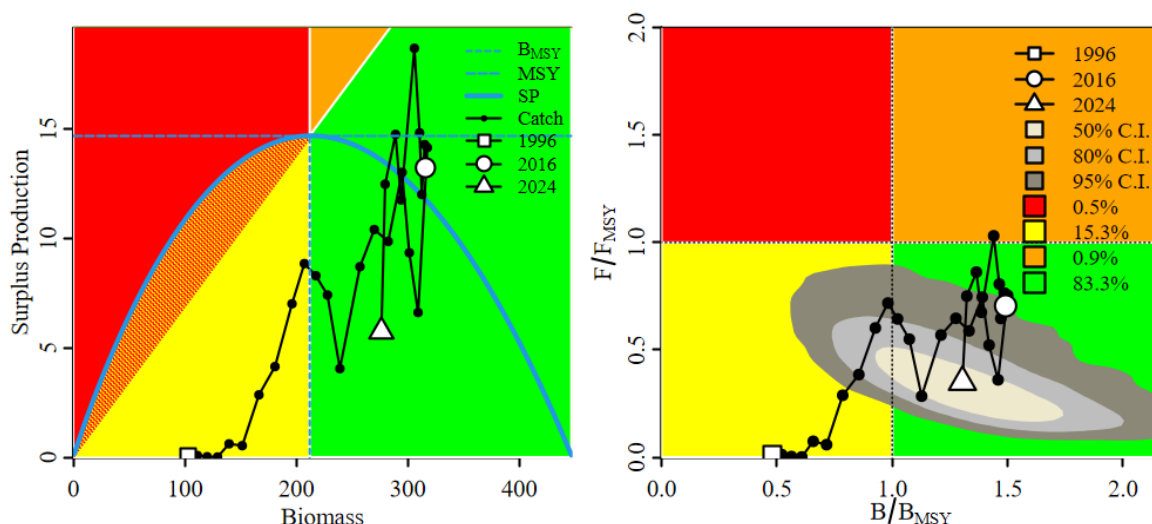 Surplus Production
15
10
5
0
0
100
200
300
400
Biomass
B_MSY
MSY
SP
Catch
1996
2016
2024
F/F_MSY
2.0
1.5
1.0
0.5
0.0
0.0
0.5
1.0
1.5
2.0
B/B_MSY
1996
2016
2024
50% C.I.
80% C.I.
95% C.I.
0.5%
15.3%
0.9%
83.3%